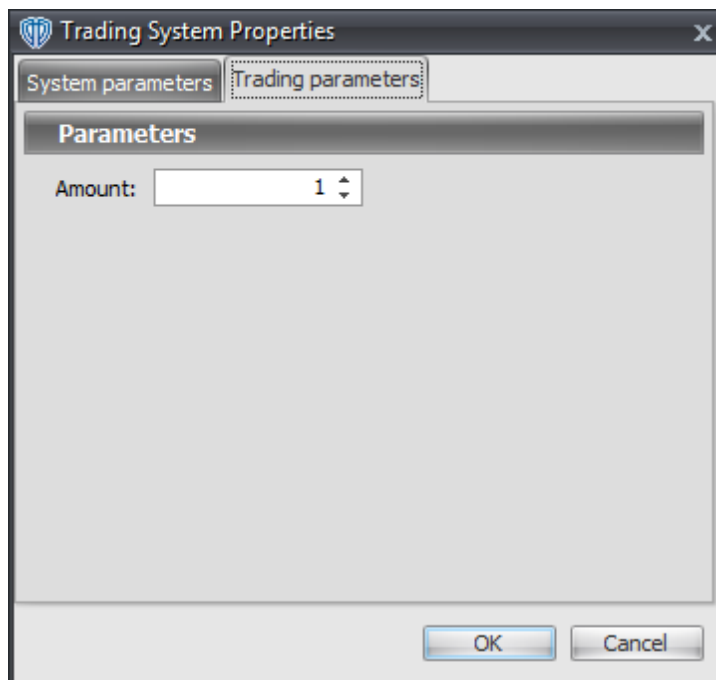 Trading System Properties
System parameters Trading parameters
Parameters
Amount: 1
OK Cancel